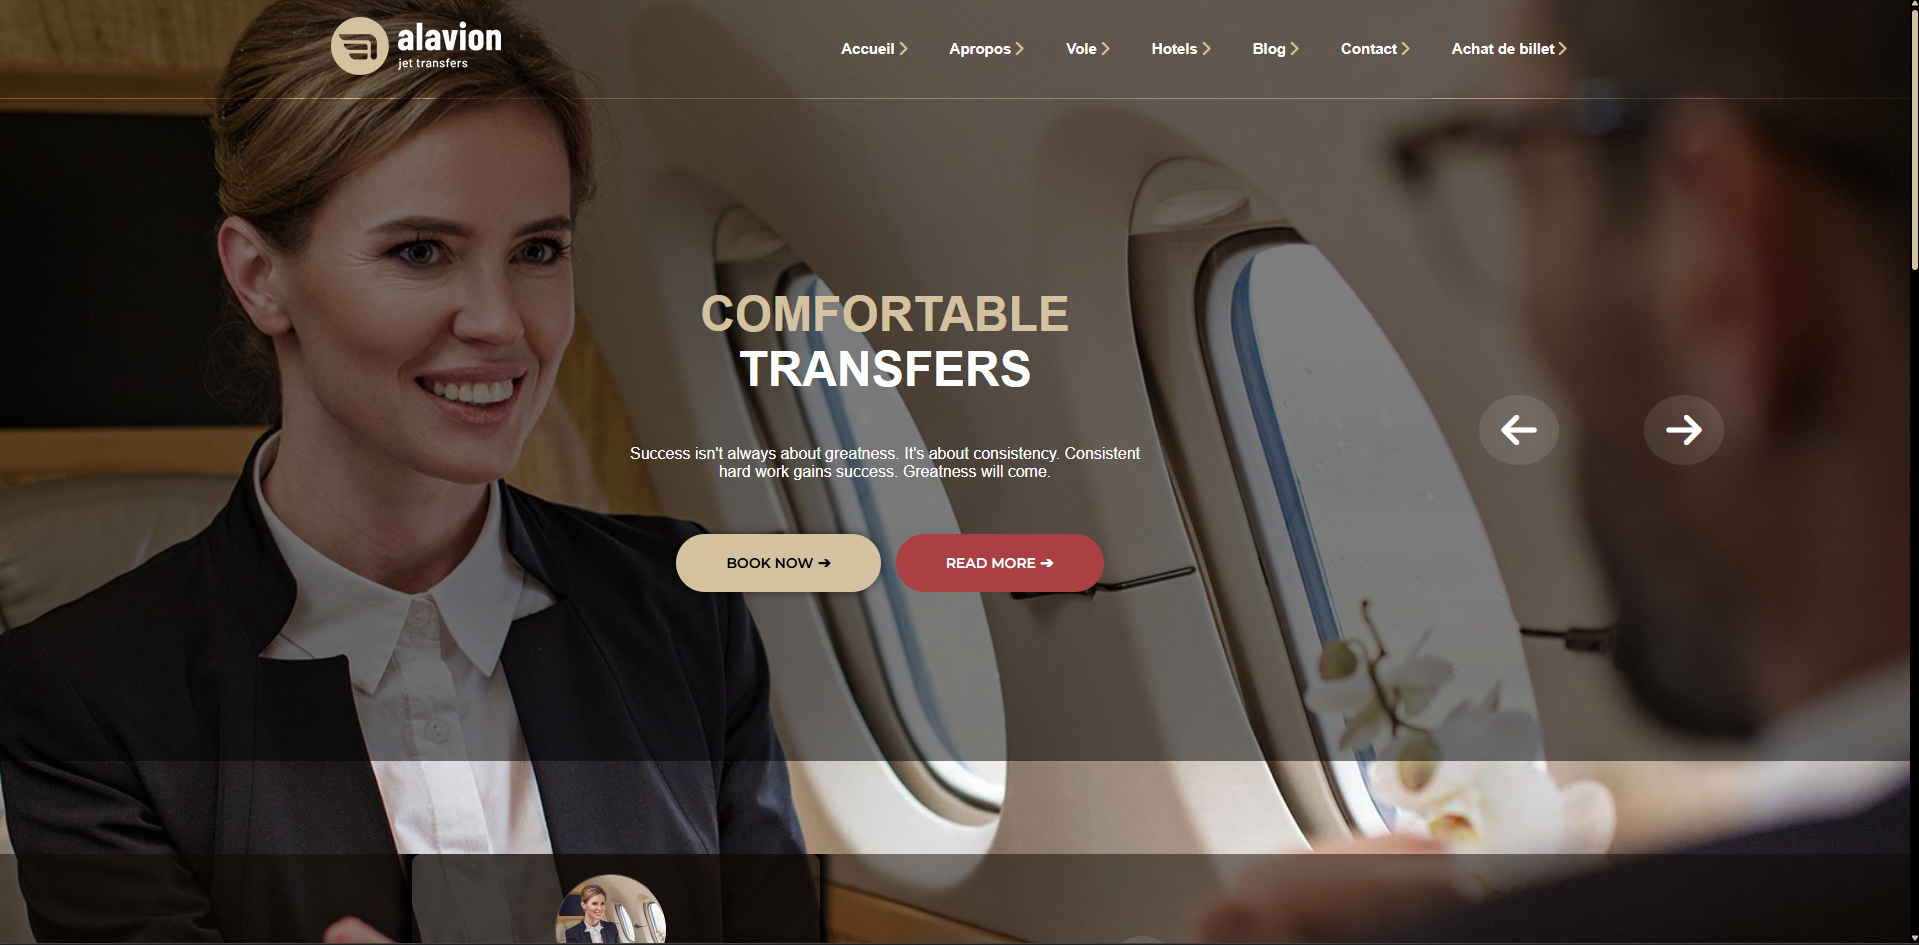 alavion
jet transfers
Accueil Apropos Vole Hotels Blog Contact Achat de billet
COMFORTABLE
TRANSFERS
Success isn't always about greatness. It's about consistency. Consistent
hard work gains success. Greatness will come.
BOOK NOW ➔ READ MORE ➔